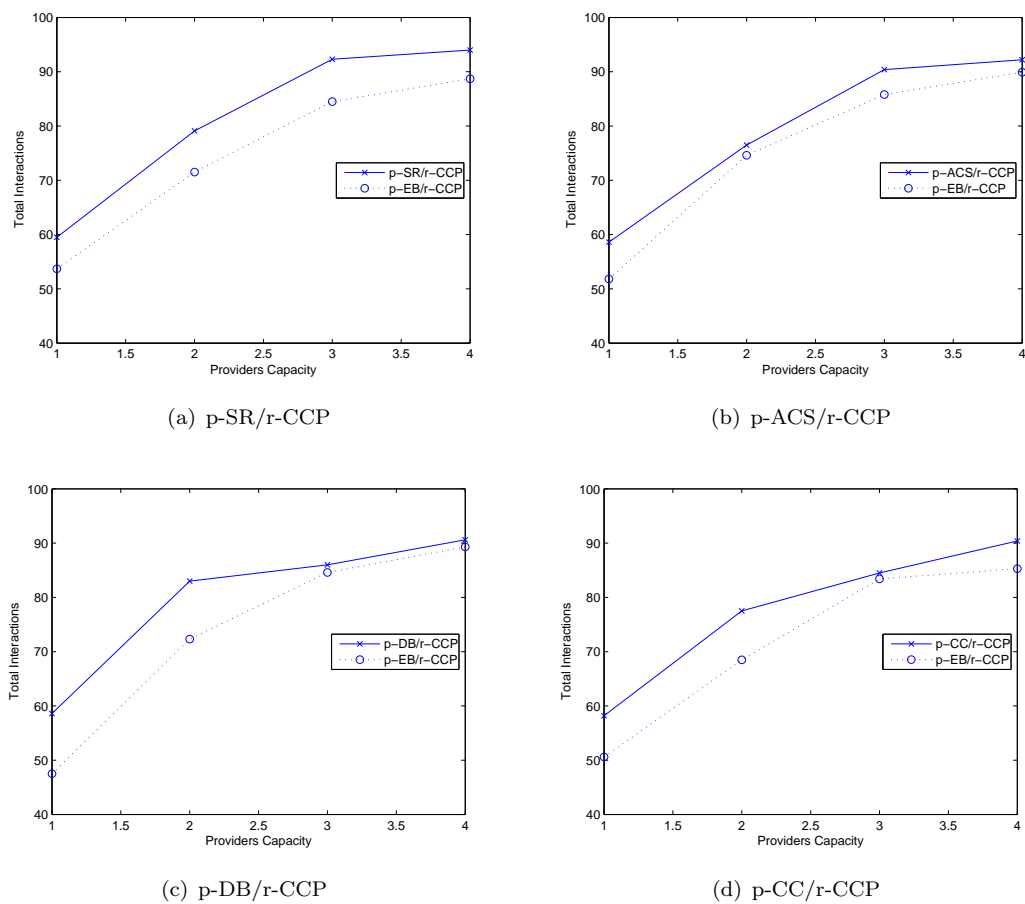 100
90
80
70
60
50
40
Total Interactions
p−SR/r−CCP
p−EB/r−CCP
1 1.5 2 2.5 3 3.5 4
Providers Capacity
(a) p-SR/r-CCP
100
90
80
70
60
50
40
Total Interactions
p−ACS/r−CCP
p−EB/r−CCP
1 1.5 2 2.5 3 3.5 4
Providers Capacity
(b) p-ACS/r-CCP
100
90
80
70
60
50
40
Total Interactions
p−DB/r−CCP
p−EB/r−CCP
1 1.5 2 2.5 3 3.5 4
Providers Capacity
(c) p-DB/r-CCP
100
90
80
70
60
50
40
Total Interactions
p−CC/r−CCP
p−EB/r−CCP
1 1.5 2 2.5 3 3.5 4
Providers Capacity
(d) p-CC/r-CCP